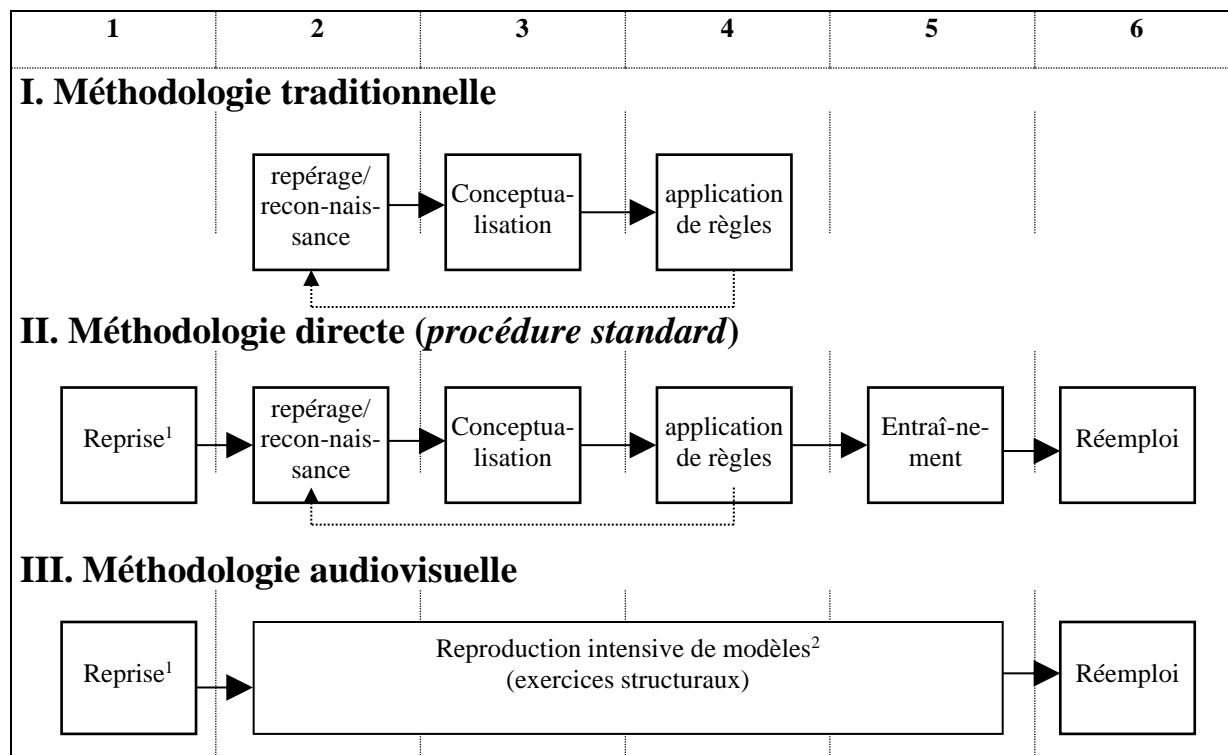 1 2 3 4 5 6
I. Méthodologie traditionnelle
repérage/
recon-nais-
sance
Conceptua-
lisation
application
de règles
II. Méthodologie directe (procédure standard)
Reprise¹
repérage/
recon-nais-
sance
Conceptua-
lisation
application
de règles
Entraî-ne-
ment
Réemploi
III. Méthodologie audiovisuelle
Reprise¹
Reproduction intensive de modèles²
(exercices structuraux)
Réemploi